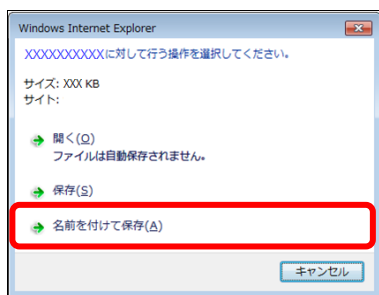 Windows Internet Explorer
XXXXXXXXXXに対して行う操作を選択してください。
サイズ: XXX KB
サイト:
開く(O)
ファイルは自動保存されません。
保存(S)
名前を付けて保存(A)
キャンセル